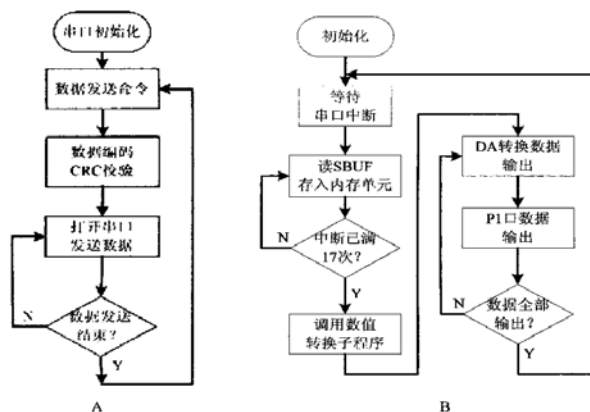 串口初始化
数据发送命令
数据编码
CRC校验
打开串口
发送数据
N
数据发送
结束?
Y
A
初始化
等待
串口中断
读SBUF
存入内存单元
N
中断已满
17次?
Y
调用数值
转换子程序
DA转换数据
输出
P1口数据
输出
N
数据全部
输出?
Y
B